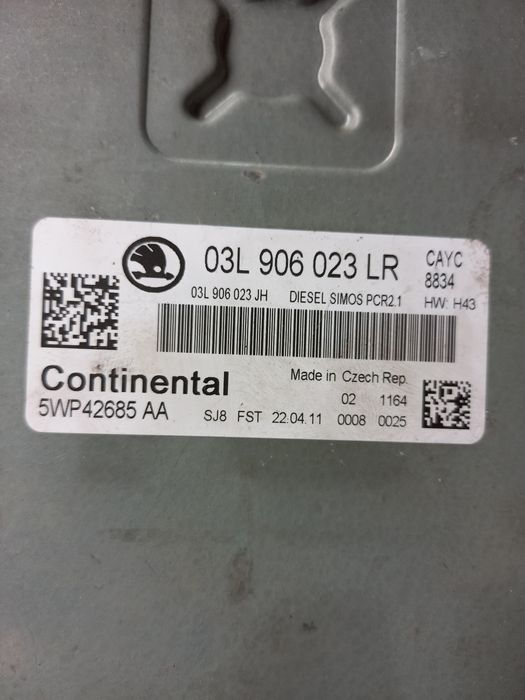 03L 906 023 LR CAYC
8834
03L 906 023 JH DIESEL SIMOS PCR2.1 HW: H43
Continental Made in Czech Rep.
02 1164
5WP42685 AA SJ8 FST 22.04.11 0008 0025